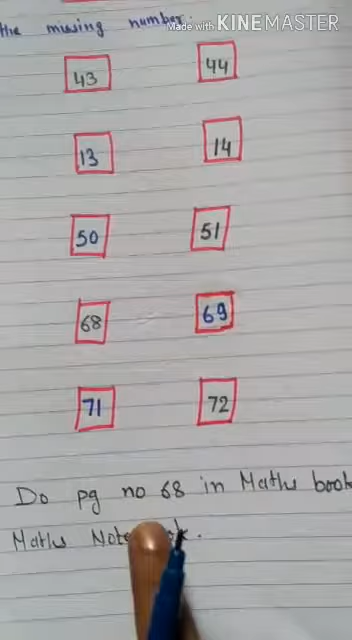 the missing number.
Made with KINEMASTER
43 44
13 14
50 51
68 69
71 72
Do pg no 68 in Maths book
Maths Note